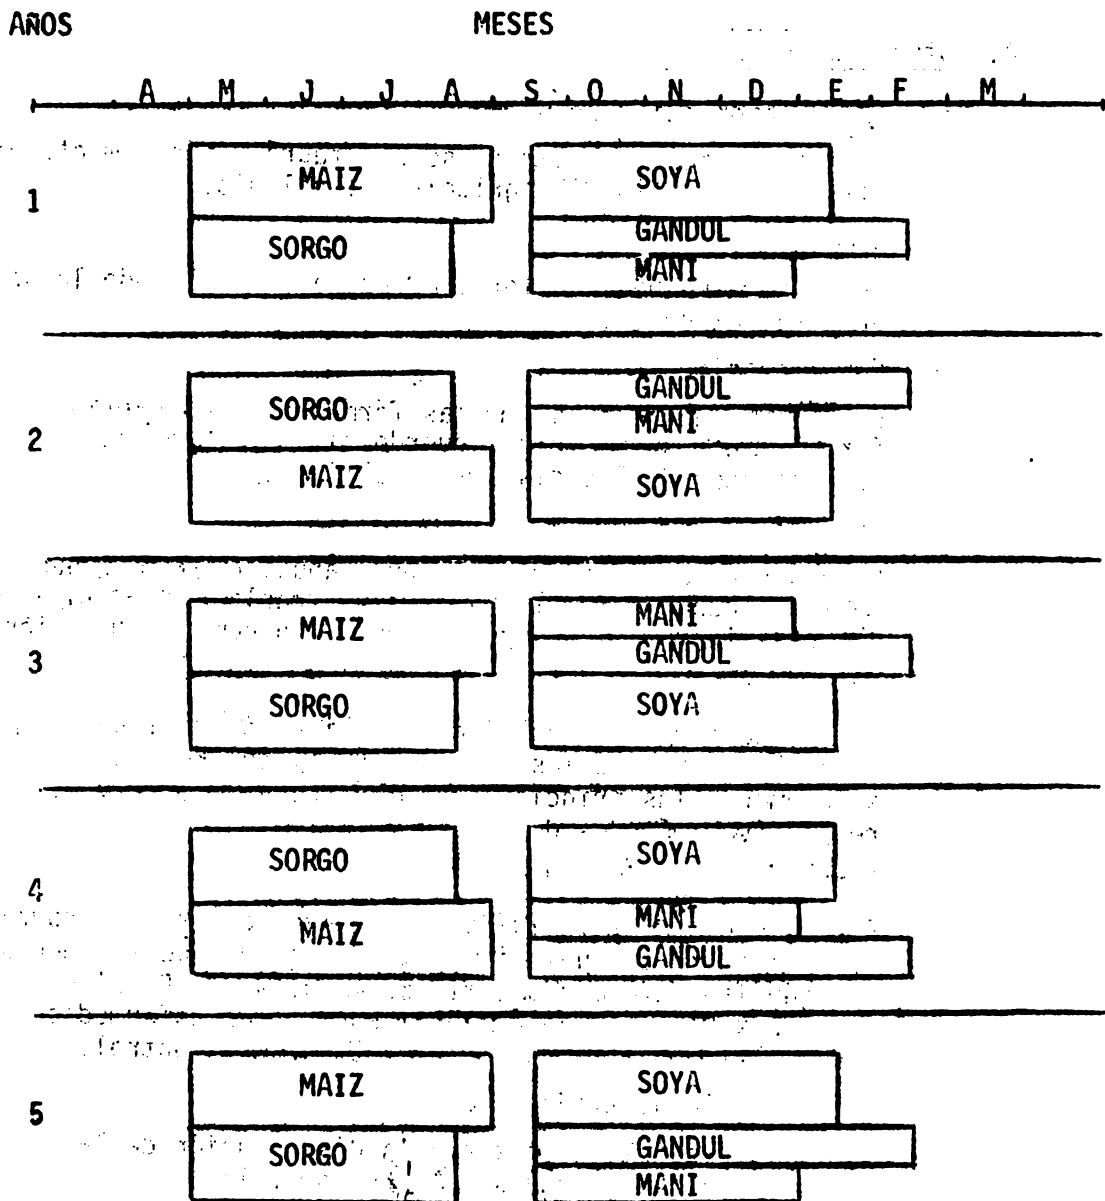 AÑOS MESES
A M J J A S O N D E F M
1
MAIZ SOYA
SORGO GANDUL
MANI
2
SORGO GANDUL
MANI
MAIZ SOYA
3
MAIZ MANI
GANDUL
SORGO SOYA
4
SORGO SOYA
MAIZ MANI
GANDUL
5
MAIZ SOYA
SORGO GANDUL
MANI